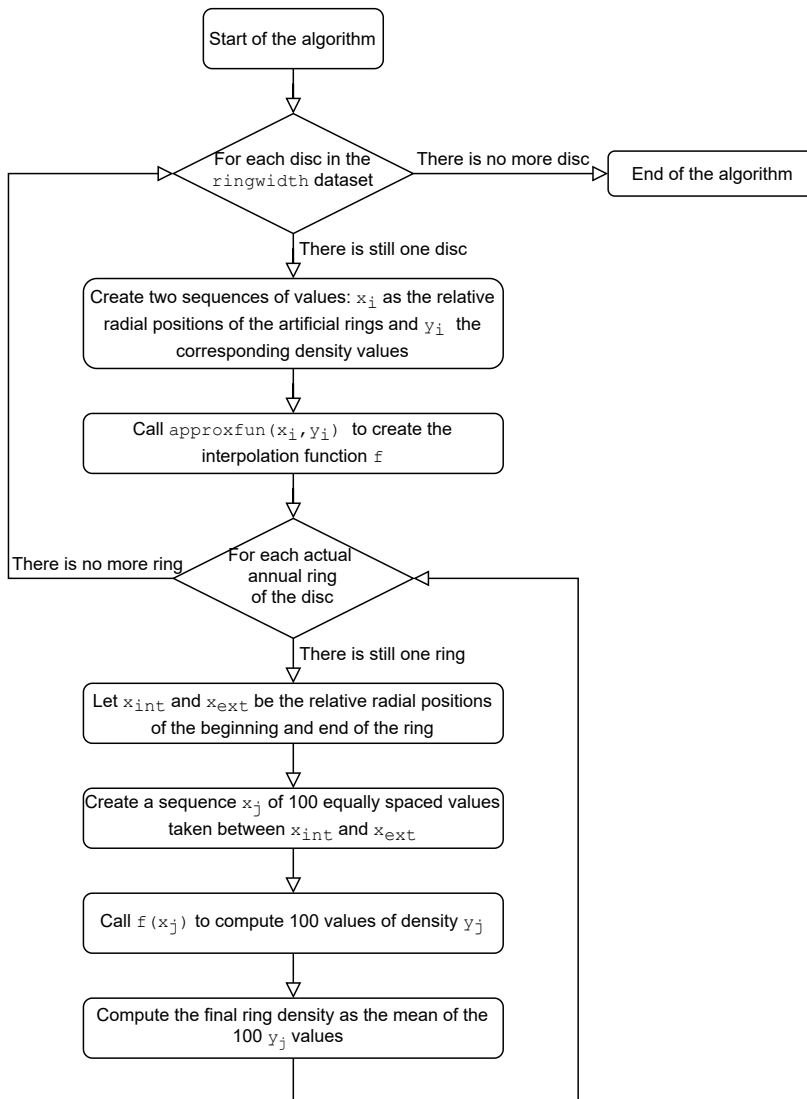 Start of the algorithm
For each disc in the
ringwidth dataset
There is no more disc
End of the algorithm
There is still one disc
Create two sequences of values: xi as the relative
radial positions of the artificial rings and yi the
corresponding density values
Call approxfun(xi,yi) to create the
interpolation function f
There is no more ring
For each actual
annual ring
of the disc
There is still one ring
Let xint and xext be the relative radial positions
of the beginning and end of the ring
Create a sequence xj of 100 equally spaced values
taken between xint and xext
Call f(xj) to compute 100 values of density yj
Compute the final ring density as the mean of the
100 yj values